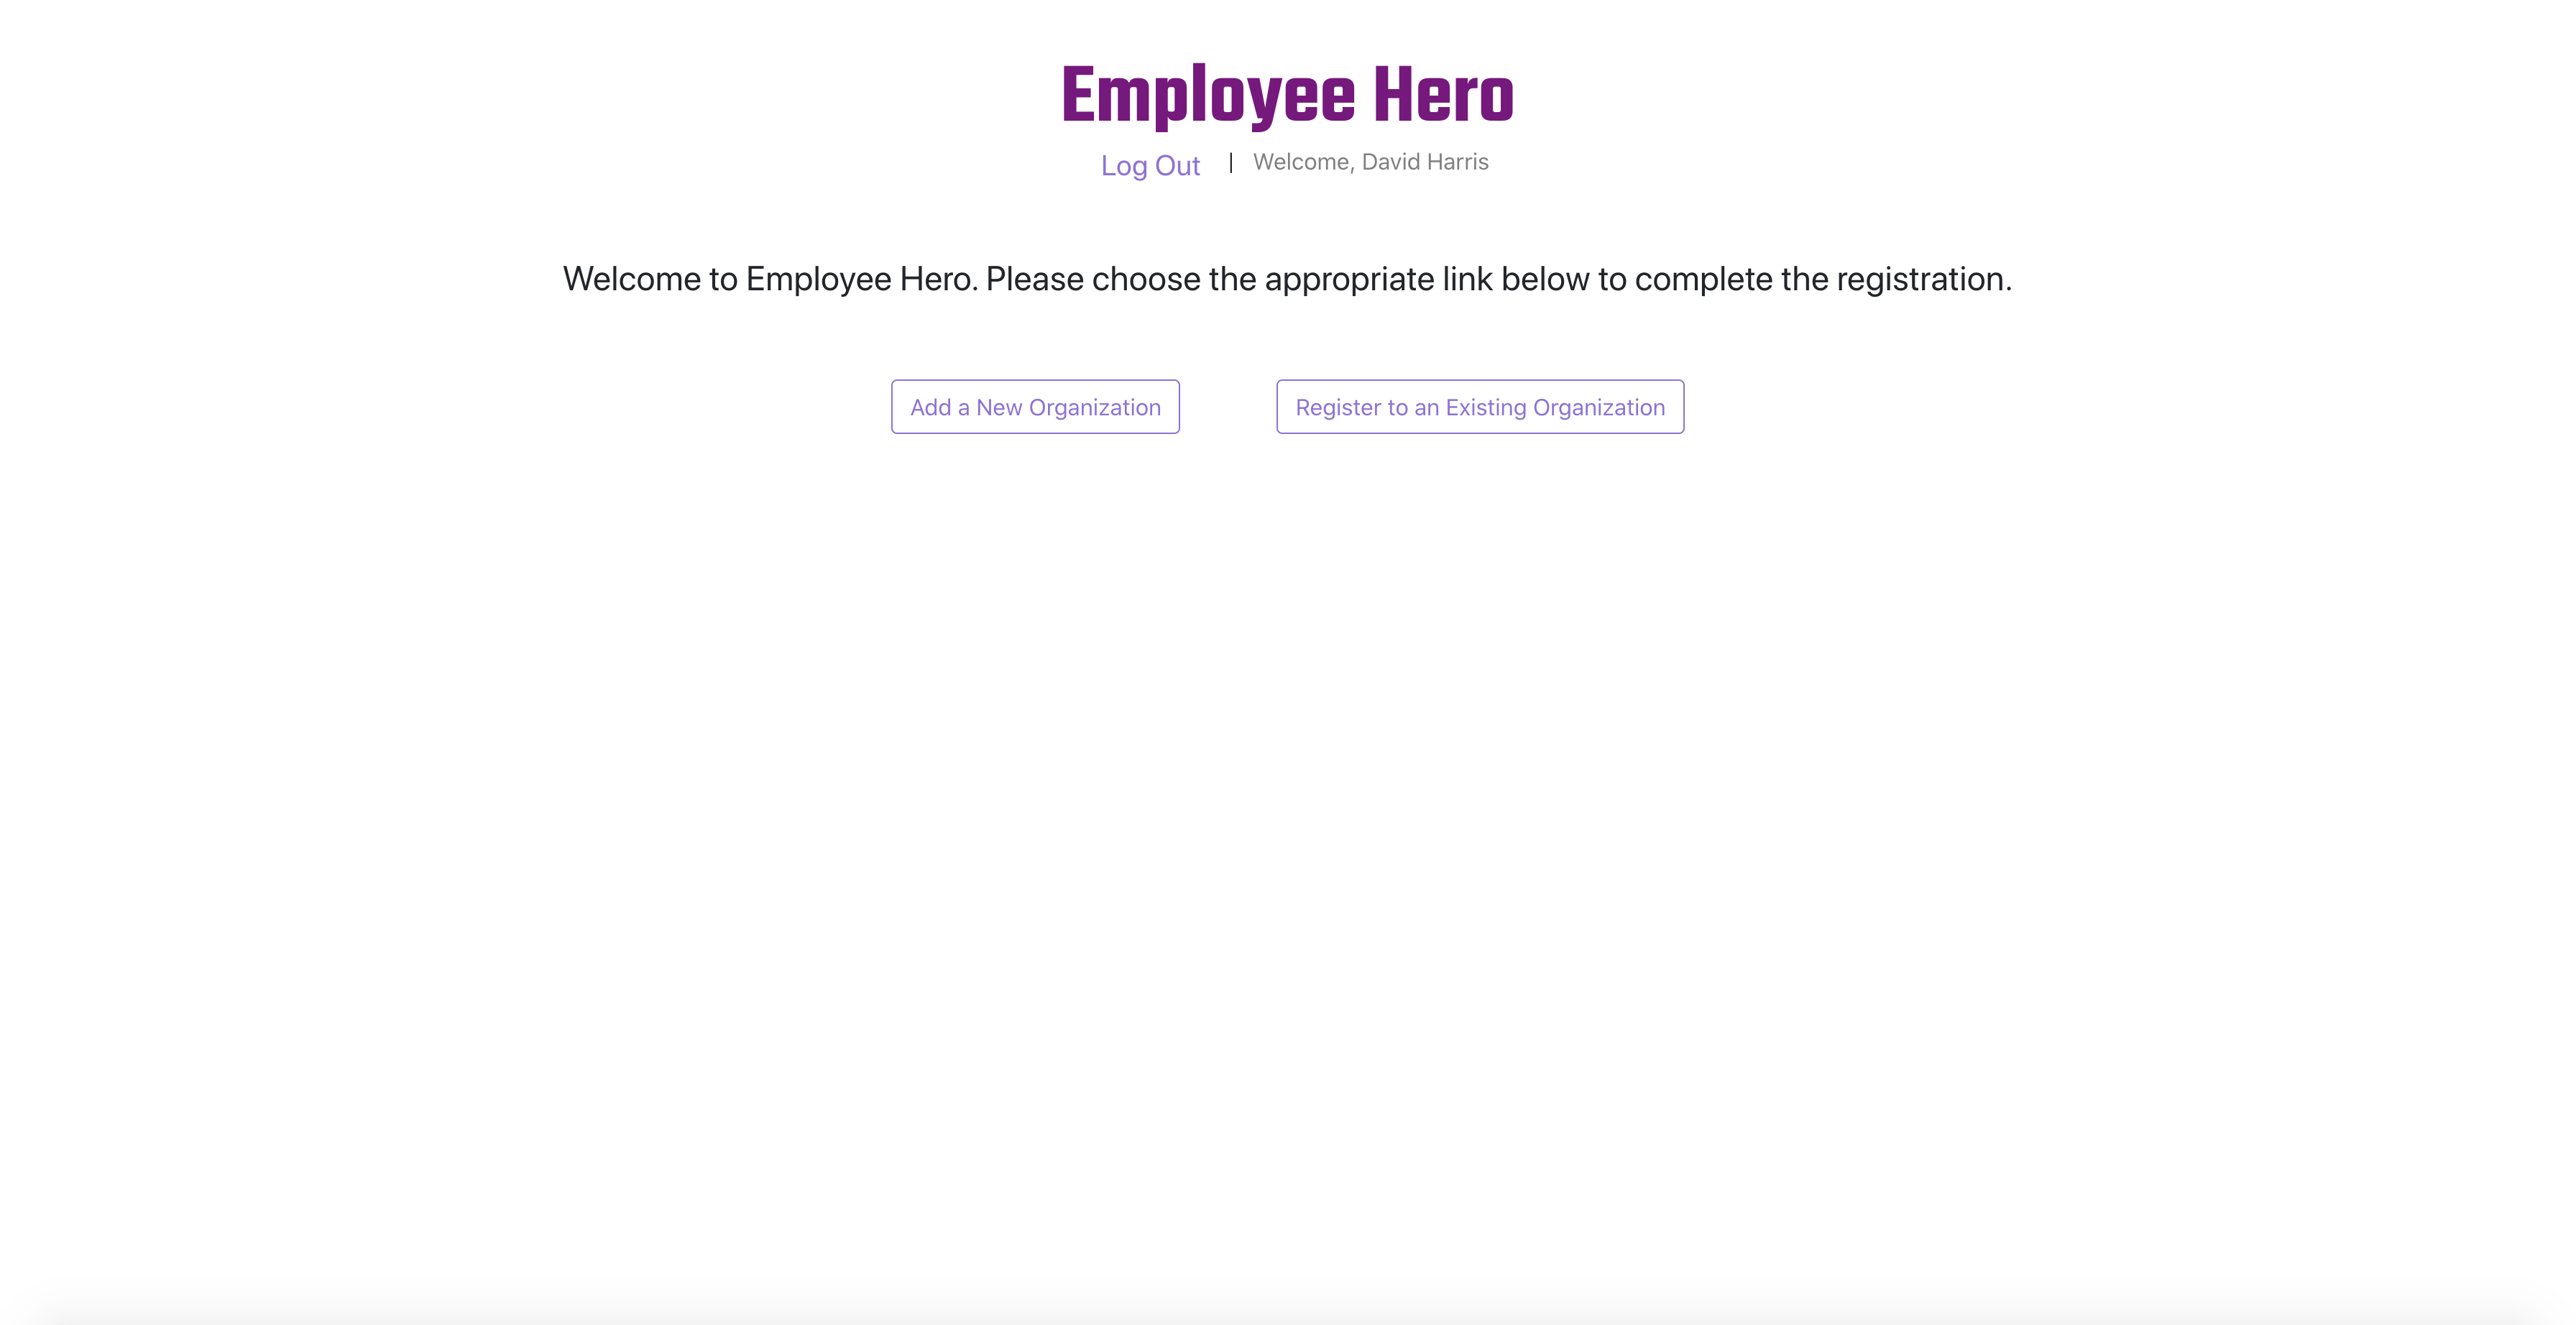 Employee Hero
Log Out | Welcome, David Harris
Welcome to Employee Hero. Please choose the appropriate link below to complete the registration.
Add a New Organization
Register to an Existing Organization